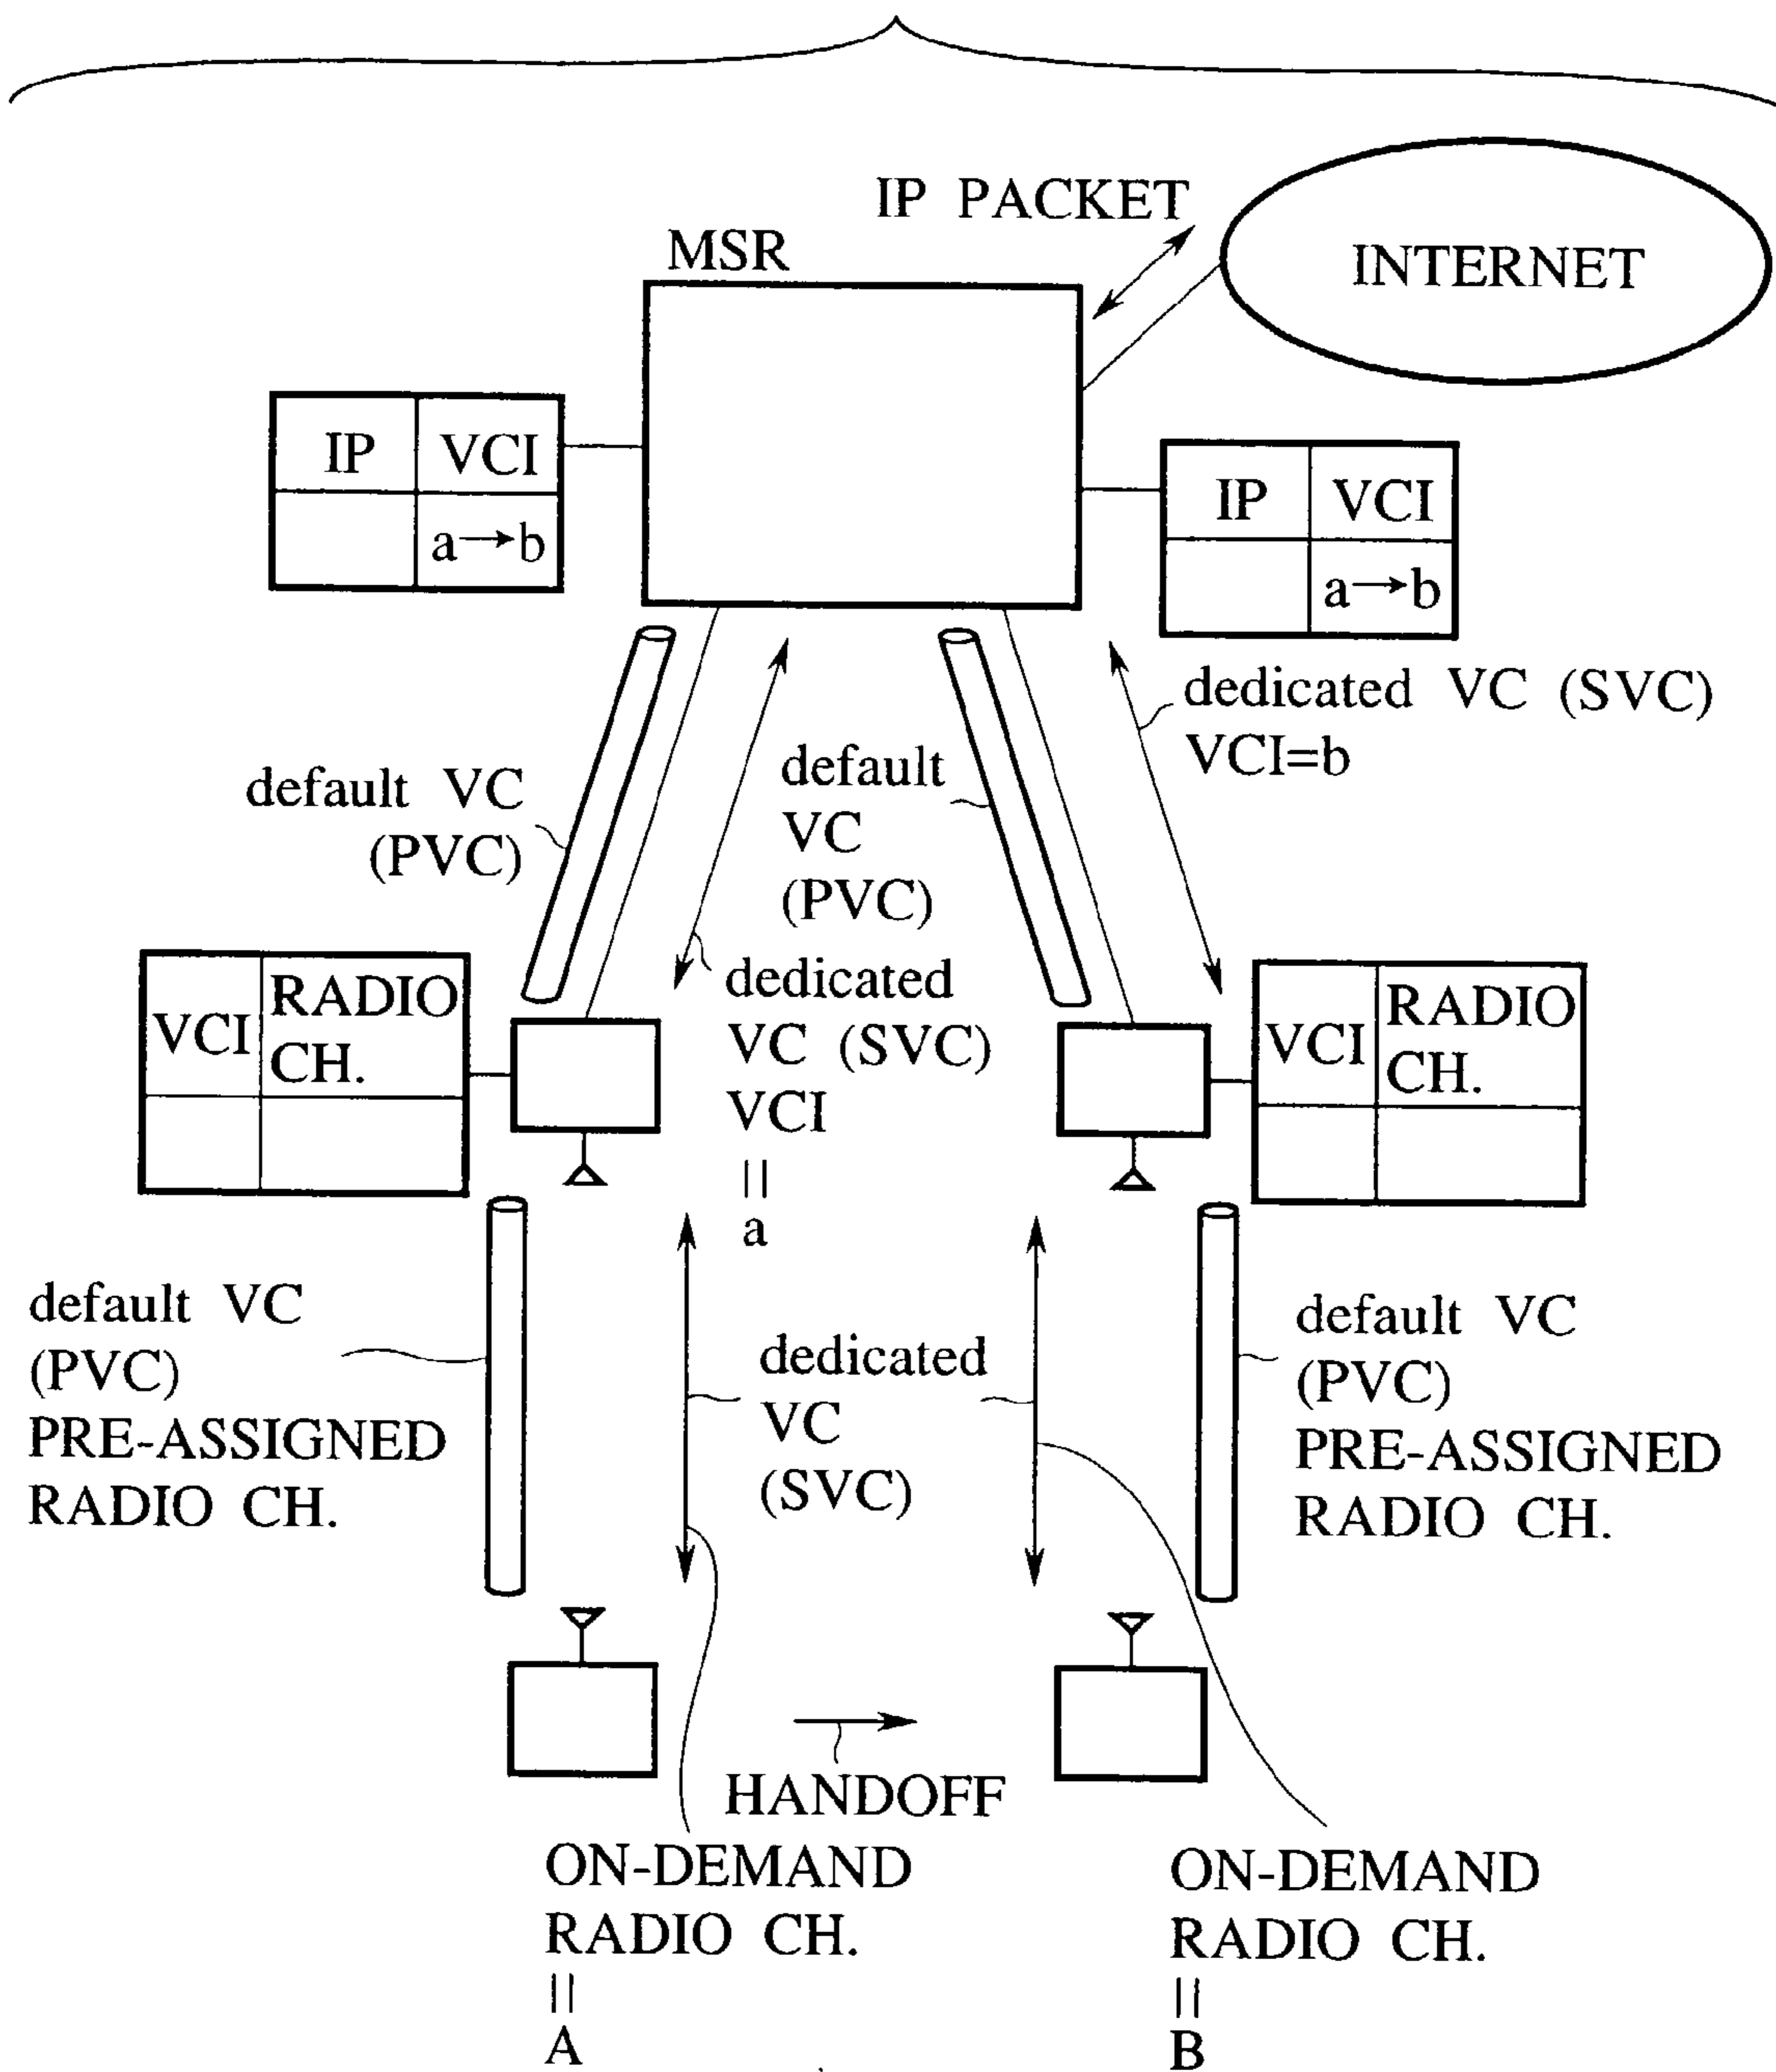 IP PACKET
INTERNET
MSR
IP VCI
a→b
IP VCI
a→b
dedicated VC (SVC)
VCI=b
default VC
(PVC)
default
VC
(PVC)
dedicated
VC (SVC)
VCI
=
a
VCI RADIO
CH.
VCI RADIO
CH.
default VC
(PVC)
PRE-ASSIGNED
RADIO CH.
dedicated
VC
(SVC)
default VC
(PVC)
PRE-ASSIGNED
RADIO CH.
HANDOFF
ON-DEMAND
RADIO CH.
=
A
ON-DEMAND
RADIO CH.
=
B